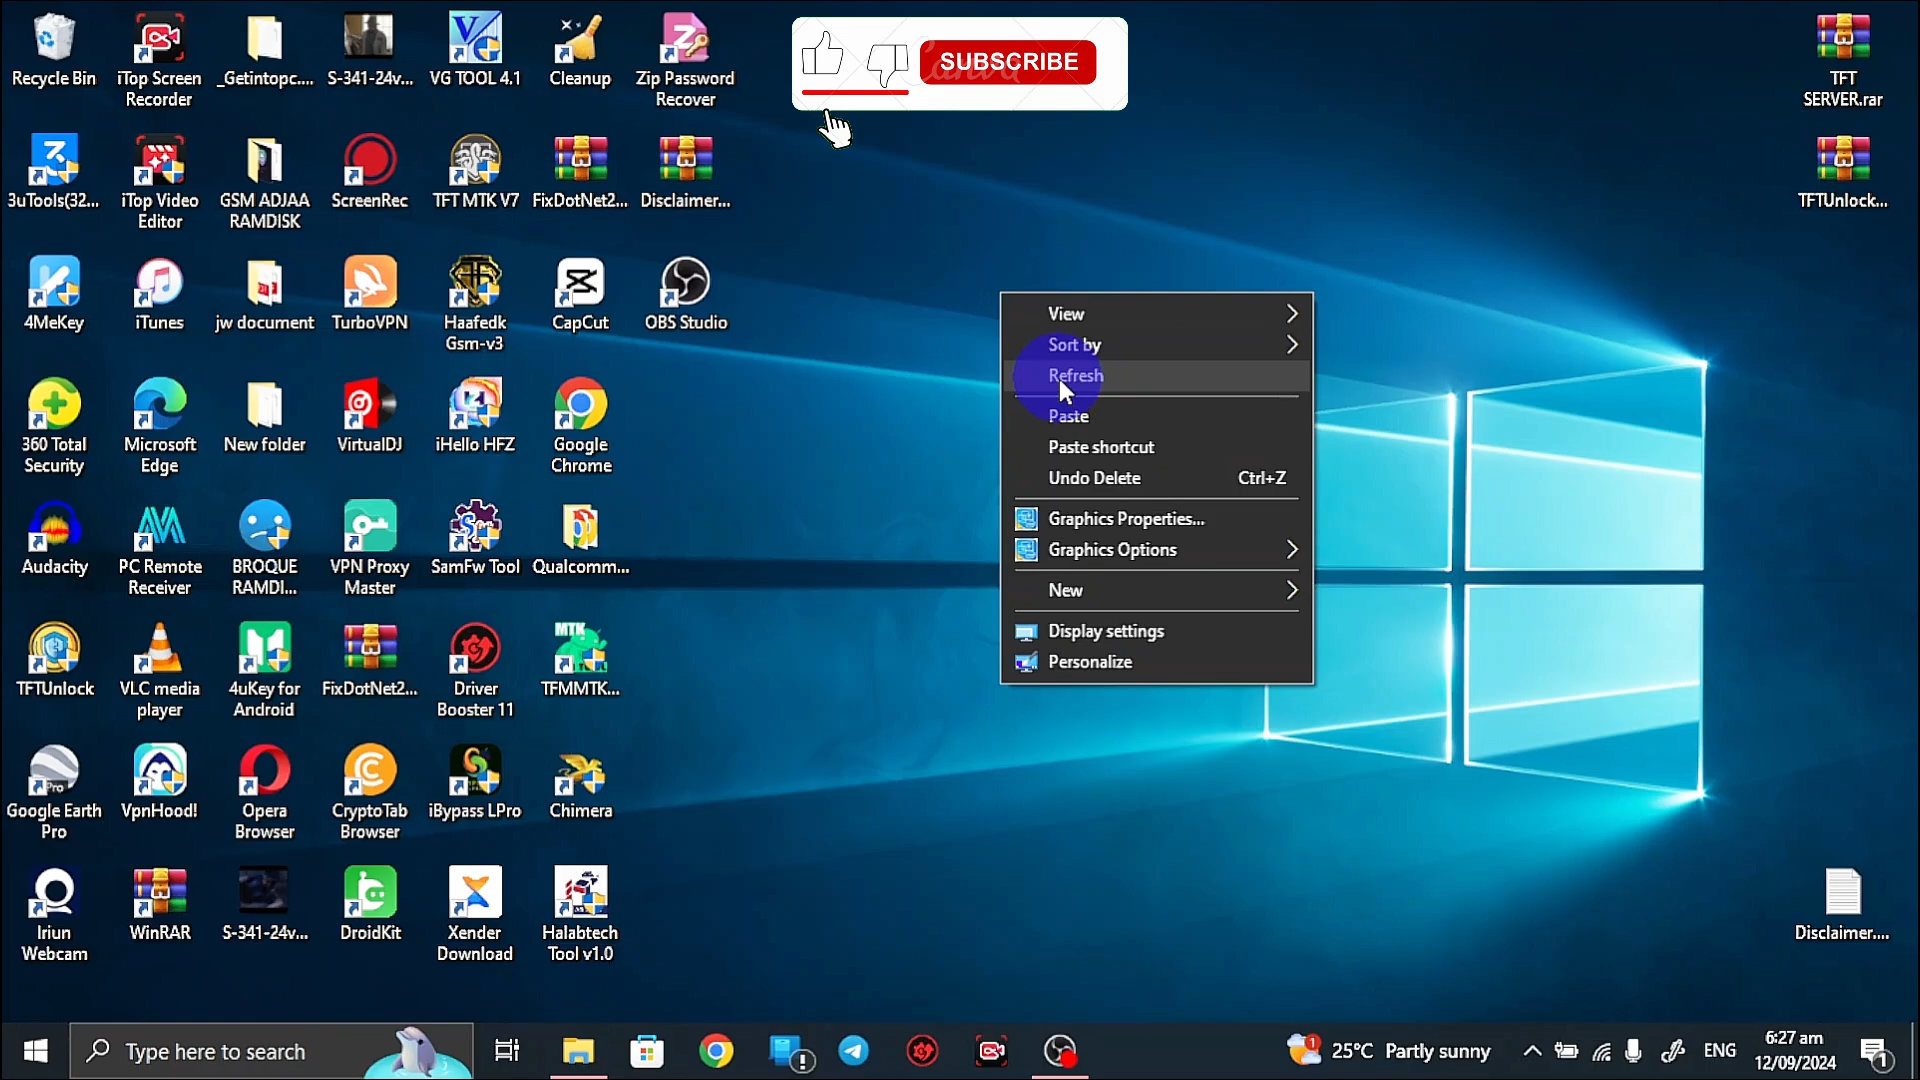 Recycle Bin
iTop Screen
Recorder
_Getintopc....
S-341-24v...
VG TOOL 4.1
Cleanup
Zip Password
Recover
SUBSCRIBE
TFT
SERVER.rar
3uTools(32...
iTop Video
Editor
GSM ADJAA
RAMDISK
ScreenRec
TFT MTK V7
FixDotNet2...
Disclaimer...
TFTUnlock...
4MeKey
iTunes
jw document
TurboVPN
Haafedk
Gsm-v3
CapCut
OBS Studio
View
Sort by
Refresh
Paste
Paste shortcut
Undo Delete Ctrl+Z
Graphics Properties...
Graphics Options
New
Display settings
Personalize
360 Total
Security
Microsoft
Edge
New folder
VirtualDJ
iHello HFZ
Google
Chrome
Audacity
PC Remote
Receiver
BROQUE
RAMDI...
VPN Proxy
Master
SamFw Tool
Qualcomm...
TFTUnlock
VLC media
player
4uKey for
Android
FixDotNet2...
Driver
Booster 11
MTK
TFMMTK...
Pro
Google Earth
Pro
VpnHood!
Opera
Browser
CryptoTab
Browser
iBypass LPro
Chimera
Iriun
Webcam
WinRAR
S-341-24v...
DroidKit
Xender
Download
Halabtech
Tool v1.0
Disclaimer....
Type here to search
1
25°C Partly sunny
ENG
6:27 am
12/09/2024
1